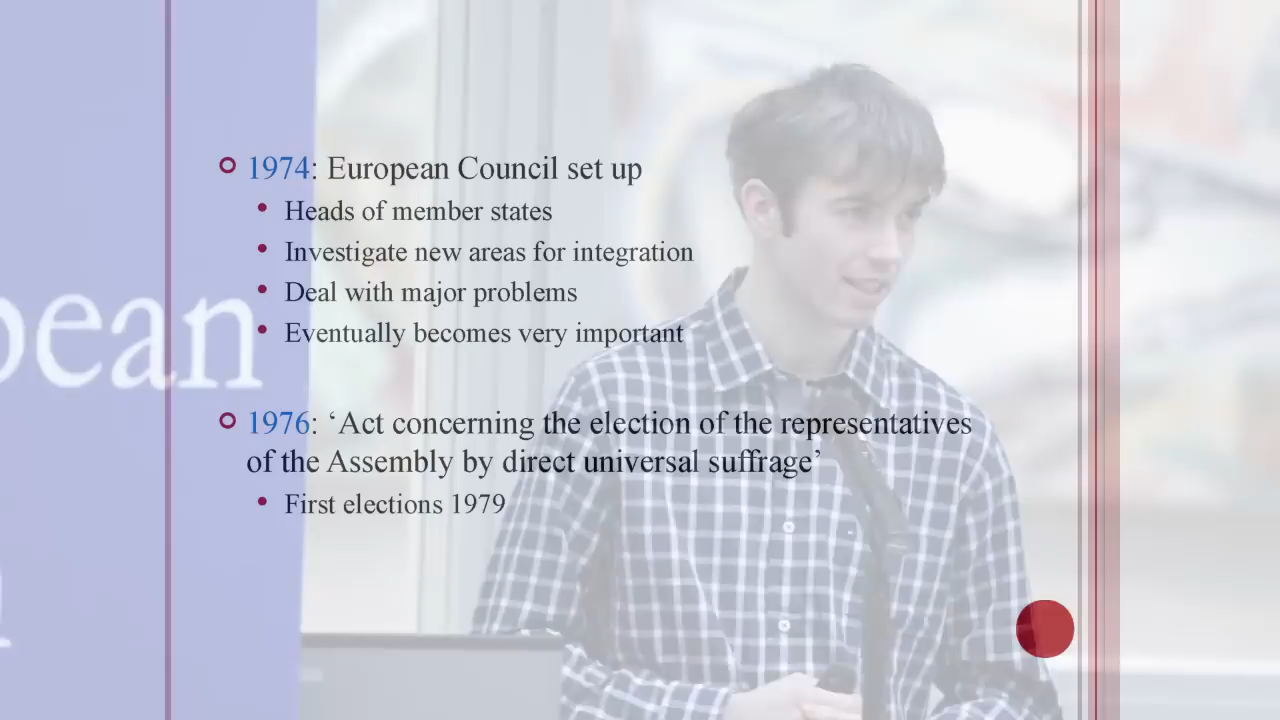 1974: European Council set up
Heads of member states
Investigate new areas for integration
Deal with major problems
Eventually becomes very important
pean
1976: ‘Act concerning the election of the representatives
of the Assembly by direct universal suffrage’
First elections 1979